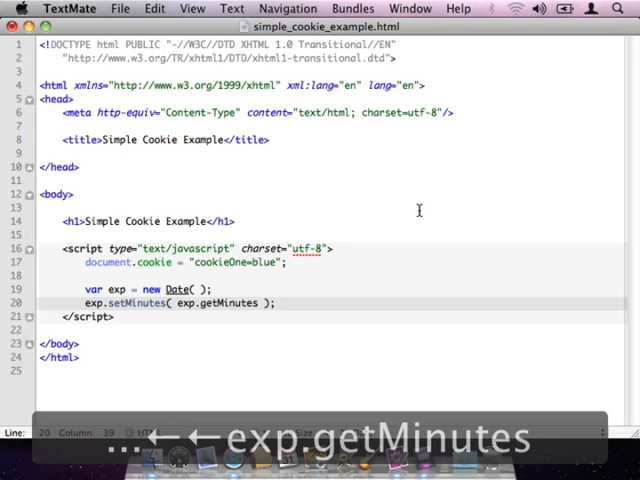 TextMate File Edit View Text Navigation Bundles Window Help
simple_cookie_example.html
1 <!DOCTYPE html PUBLIC "-//W3C//DTD XHTML 1.0 Transitional//EN"
2 "http://www.w3.org/TR/xhtml1/DTD/xhtml1-transitional.dtd">
3
4 <html xmlns="http://www.w3.org/1999/xhtml" xml:lang="en" lang="en">
5 <head>
6 <meta http-equiv="Content-Type" content="text/html; charset=utf-8"/>
7
8 <title>Simple Cookie Example</title>
9
10 </head>
11
12 <body>
13
14 <h1>Simple Cookie Example</h1>
15
16 <script type="text/javascript" charset="utf-8">
17 document.cookie = "cookieOne=blue";
18
19 var exp = new Date( );
20 exp.setMinutes( exp.getMinutes );
21 </script>
22
23 </body>
24 </html>
25
Line: 20 Column: 39 HTML
...←←exp.getMinutes